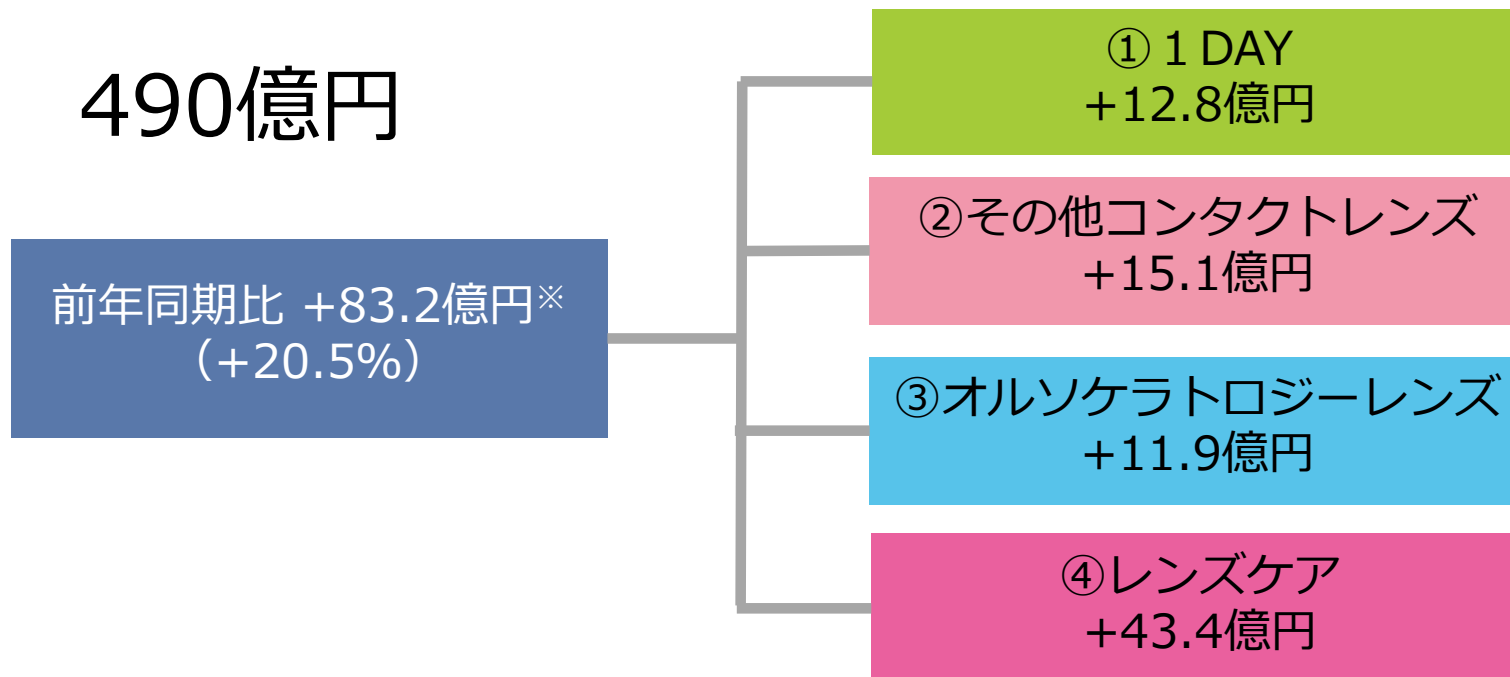 490億円
前年同期比 +83.2億円※
（+20.5%）
①１DAY
+12.8億円
②その他コンタクトレンズ
+15.1億円
③オルソケラトロジーレンズ
+11.9億円
④レンズケア
+43.4億円